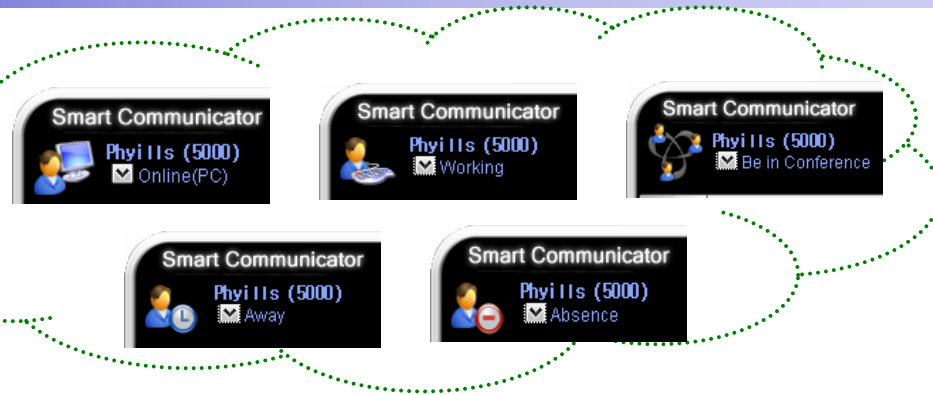 Smart Communicator
Phyills (5000)
Online(PC)
Smart Communicator
Phyills (5000)
Working
Smart Communicator
Phyills (5000)
Be in Conference
Smart Communicator
Phyills (5000)
Away
Smart Communicator
Phyills (5000)
Absence